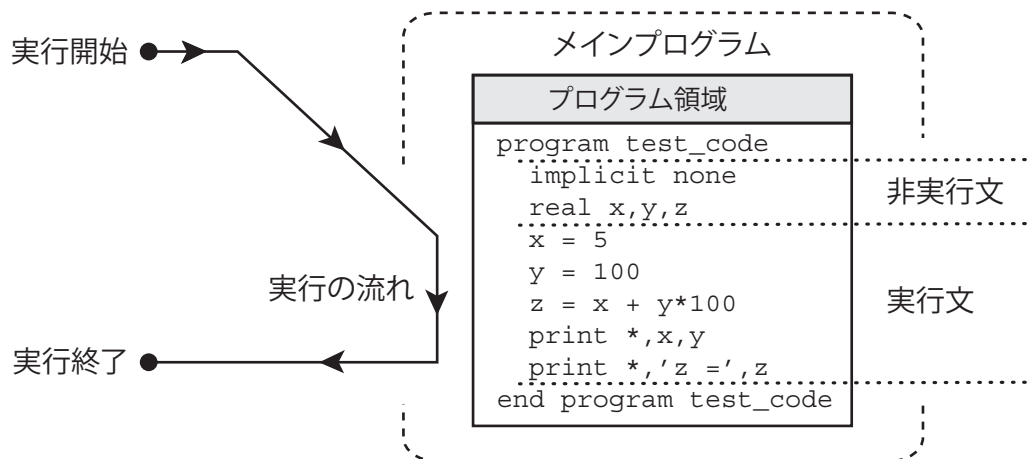 実行開始
メインプログラム
プログラム領域
program test_code
implicit none
real x,y,z
非実行文
x = 5
y = 100
z = x + y*100
print *,x,y
print *,'z =',z
実行の流れ
実行文
実行終了
end program test_code